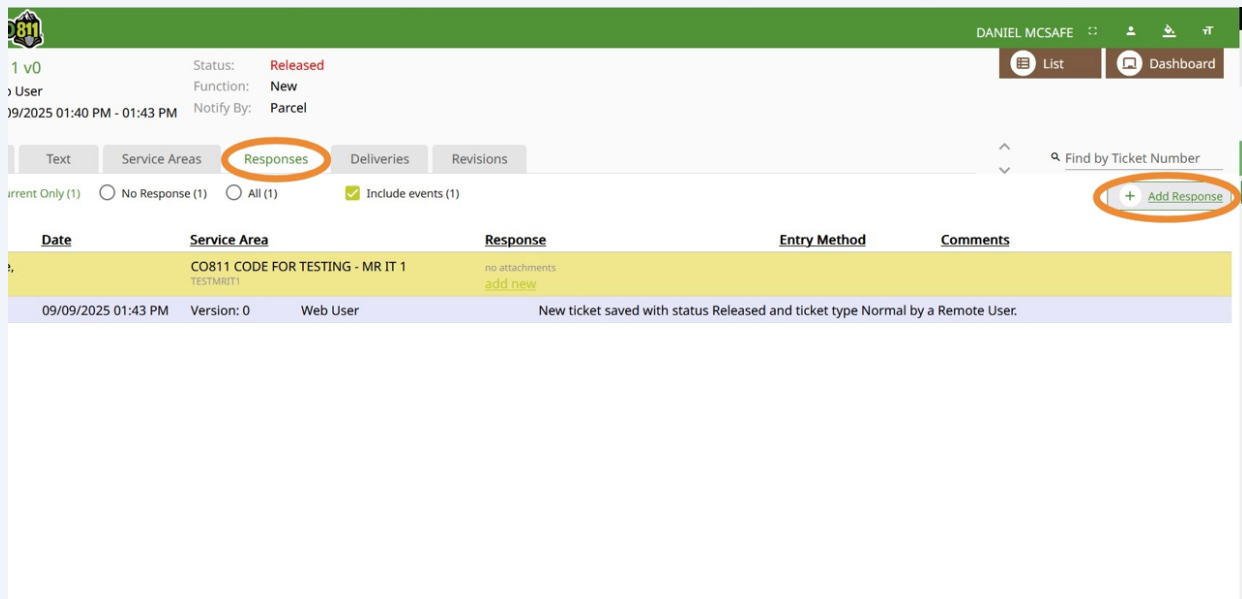 811
DANIEL MCSAFE
1 v0
Status: Released
List
Dashboard
User
Function: New
09/2025 01:40 PM - 01:43 PM
Notify By: Parcel
Text
Service Areas
Responses
Deliveries
Revisions
Find by Ticket Number
urrent Only (1)
No Response (1)
All (1)
Include events (1)
+ Add Response
Date Service Area Response Entry Method Comments
CO811 CODE FOR TESTING - MR IT 1
no attachments
TESTMRIT1
add new
09/09/2025 01:43 PM Version: 0 Web User New ticket saved with status Released and ticket type Normal by a Remote User.